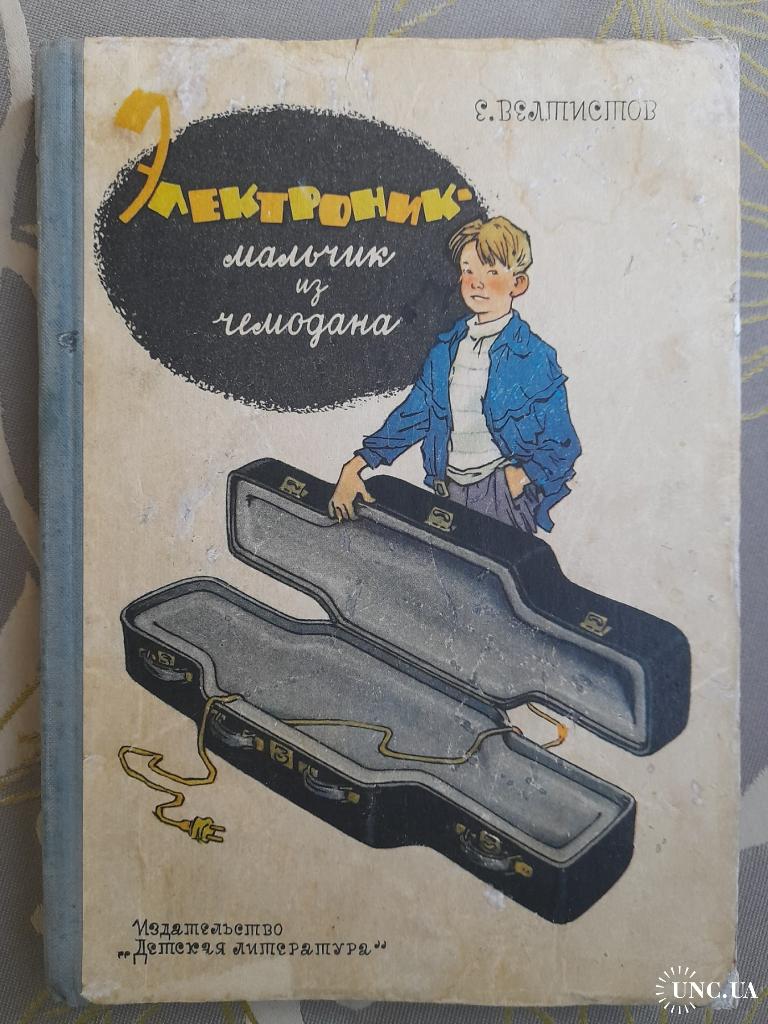 Е. ВЕЛТИСТОВ
ЭЛЕКТРОНИК-
мальчик
из
чемодана
Издательство
„Детская литература"
UNC.UA